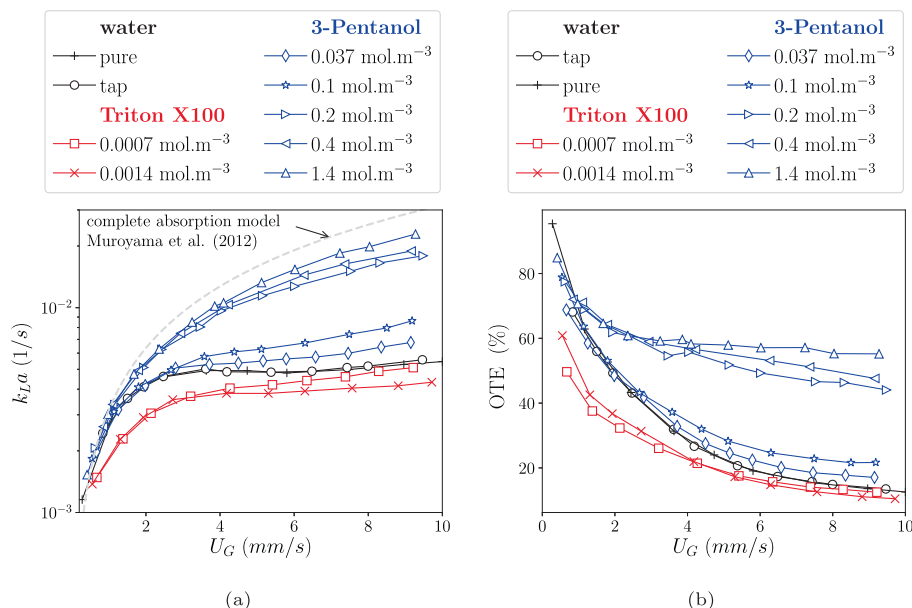 water
pure
tap
Triton X100
0.0007 mol.m⁻³
0.0014 mol.m⁻³
3-Pentanol
0.037 mol.m⁻³
0.1 mol.m⁻³
0.2 mol.m⁻³
0.4 mol.m⁻³
1.4 mol.m⁻³
complete absorption model
Muroyama et al. (2012)
k_La (1/s)
10⁻²
10⁻³
2 4 6 8 10
U_G (mm/s)
(a)
water
tap
pure
Triton X100
0.0007 mol.m⁻³
0.0014 mol.m⁻³
3-Pentanol
0.037 mol.m⁻³
0.1 mol.m⁻³
0.2 mol.m⁻³
0.4 mol.m⁻³
1.4 mol.m⁻³
OTE (%)
80
60
40
20
0 2 4 6 8 10
U_G (mm/s)
(b)